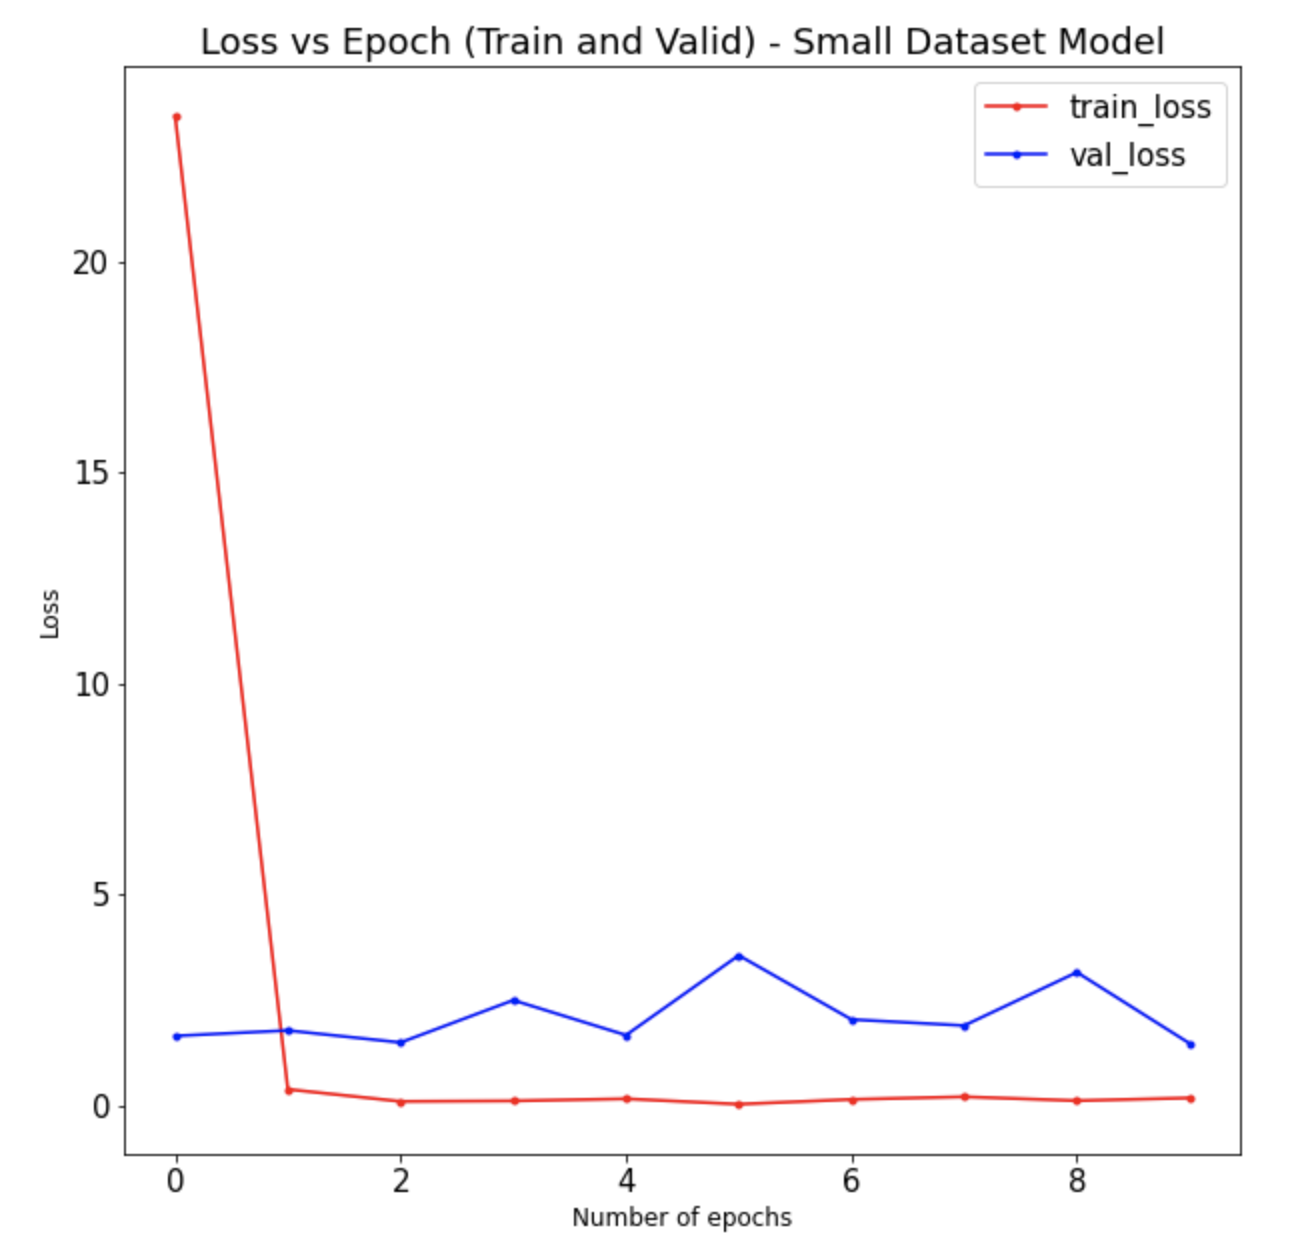 Loss vs Epoch (Train and Valid) - Small Dataset Model
train_loss
val_loss
20
15
10
5
0
Loss
0 2 4 6 8
Number of epochs